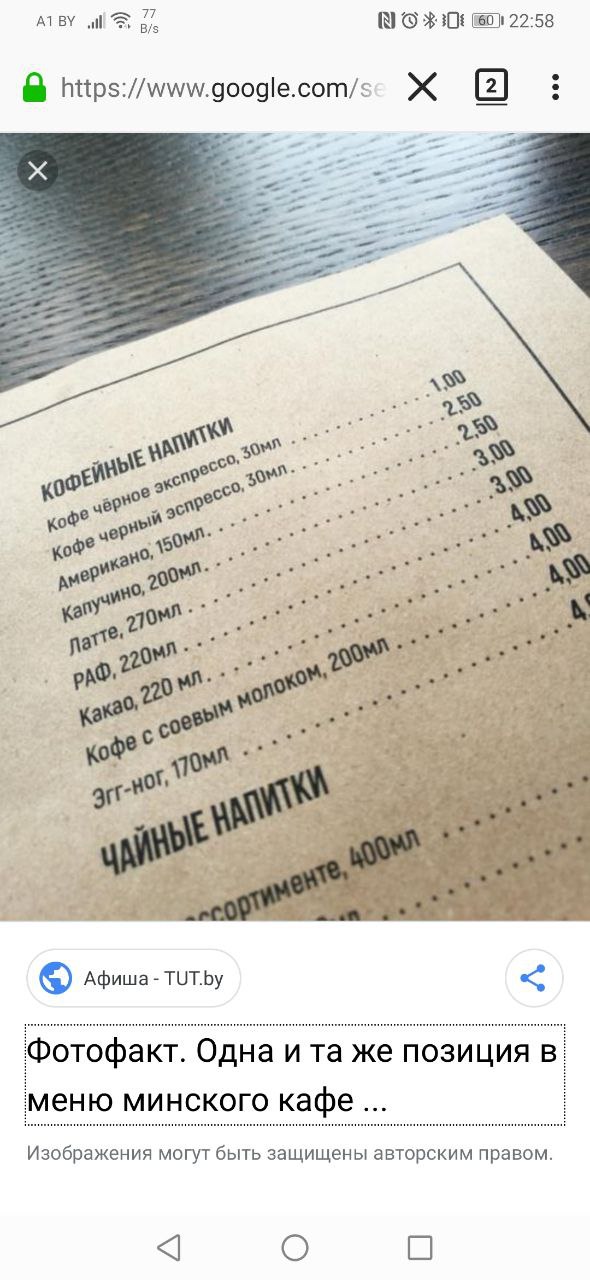 A1 BY 77 B/s 60 22:58
https://www.google.com/se
2
КОФЕЙНЫЕ НАПИТКИ
Кофе чёрное экспрессо, 30мл 1,00
Кофе черный эспрессо, 30мл 2,50
Американо, 150мл 2,50
Капучино, 200мл 3,00
Латте, 270мл 3,00
РАФ, 220мл 4,00
Какао, 220 мл 4,00
Кофе с соевым молоком, 200мл 4,00
Эгг-ног, 170мл
ЧАЙНЫЕ НАПИТКИ
400мл
Афиша - TUT.by
Фотофакт. Одна и та же позиция в
меню минского кафе ...
Изображения могут быть защищены авторским правом.